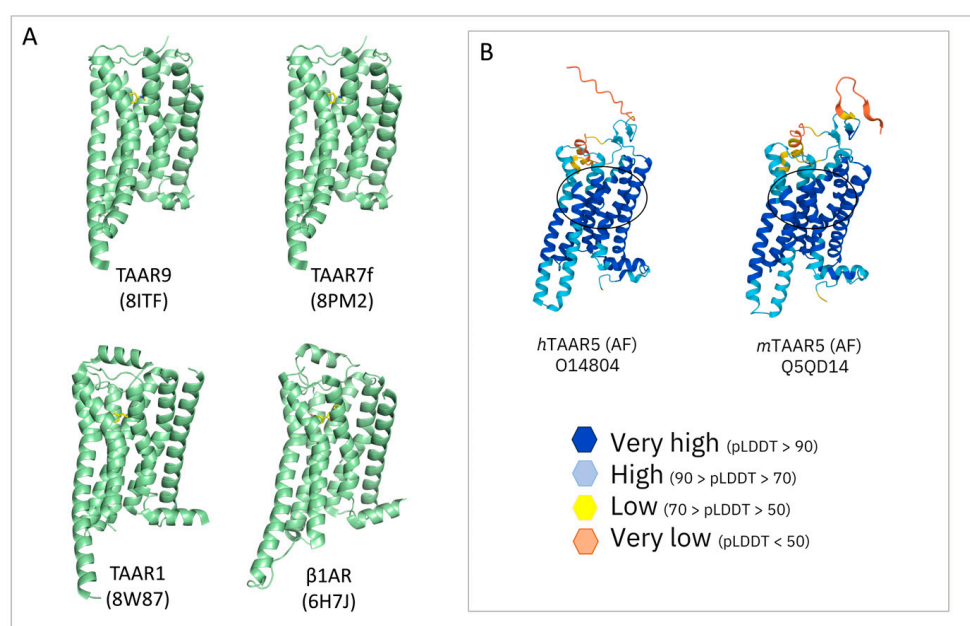 A
TAAR9
(8ITF)
TAAR7f
(8PM2)
TAAR1
(8W87)
β1AR
(6H7J)
B
hTAAR5 (AF)
O14804
mTAAR5 (AF)
Q5QD14
Very high (pLDDT > 90)
High (90 > pLDDT > 70)
Low (70 > pLDDT > 50)
Very low (pLDDT < 50)